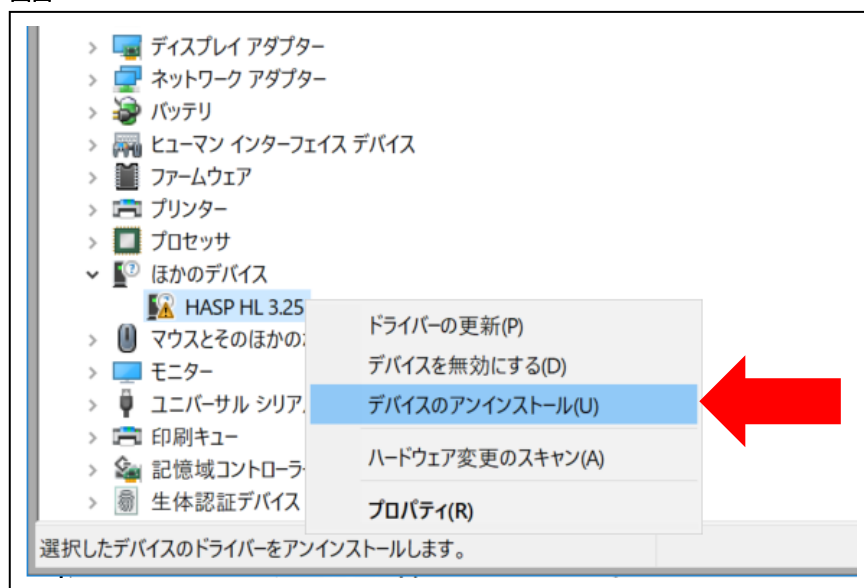 ディスプレイ アダプター
ネットワーク アダプター
バッテリ
ヒューマン インターフェイス デバイス
ファームウェア
プリンター
プロセッサ
ほかのデバイス
HASP HL 3.25
マウスとそのほかの
モニター
ユニバーサル シリア
印刷キュー
記憶域コントローラ
生体認証デバイス
ドライバーの更新(P)
デバイスを無効にする(D)
デバイスのアンインストール(U)
ハードウェア変更のスキャン(A)
プロパティ(R)
選択したデバイスのドライバーをアンインストールします。